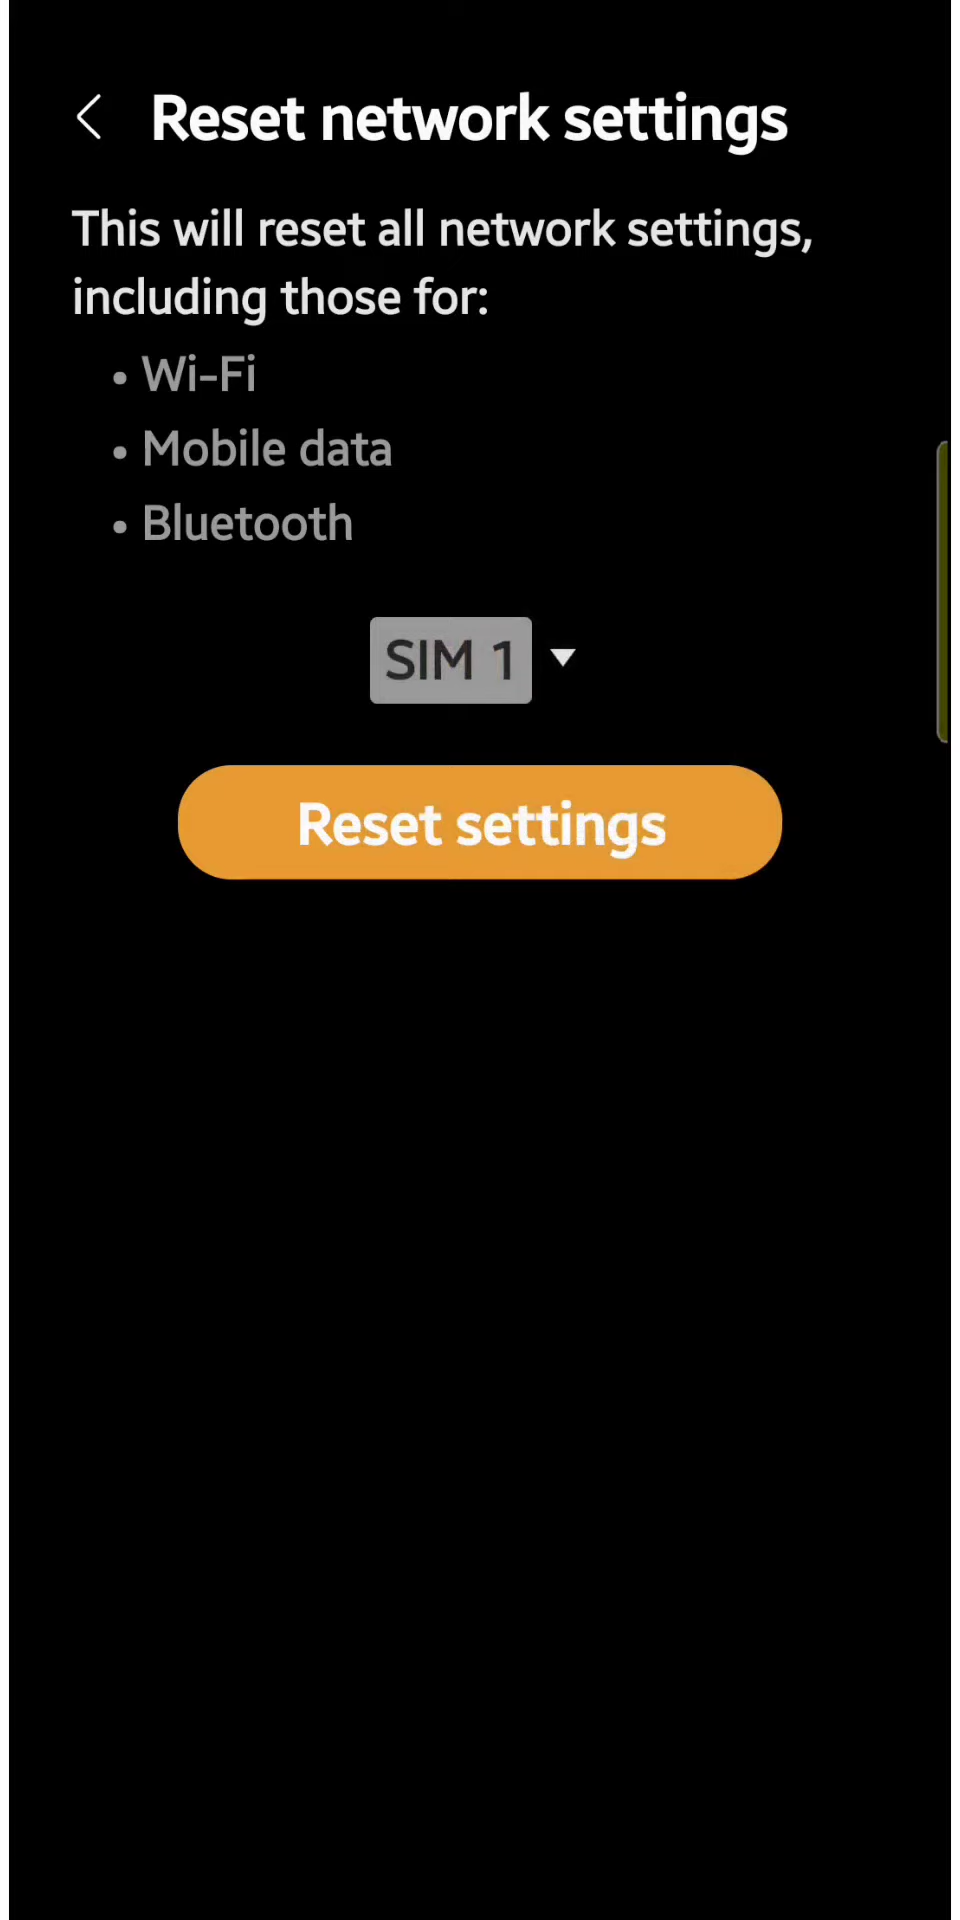 Reset network settings
This will reset all network settings,
including those for:
• Wi-Fi
• Mobile data
• Bluetooth
SIM 1
Reset settings